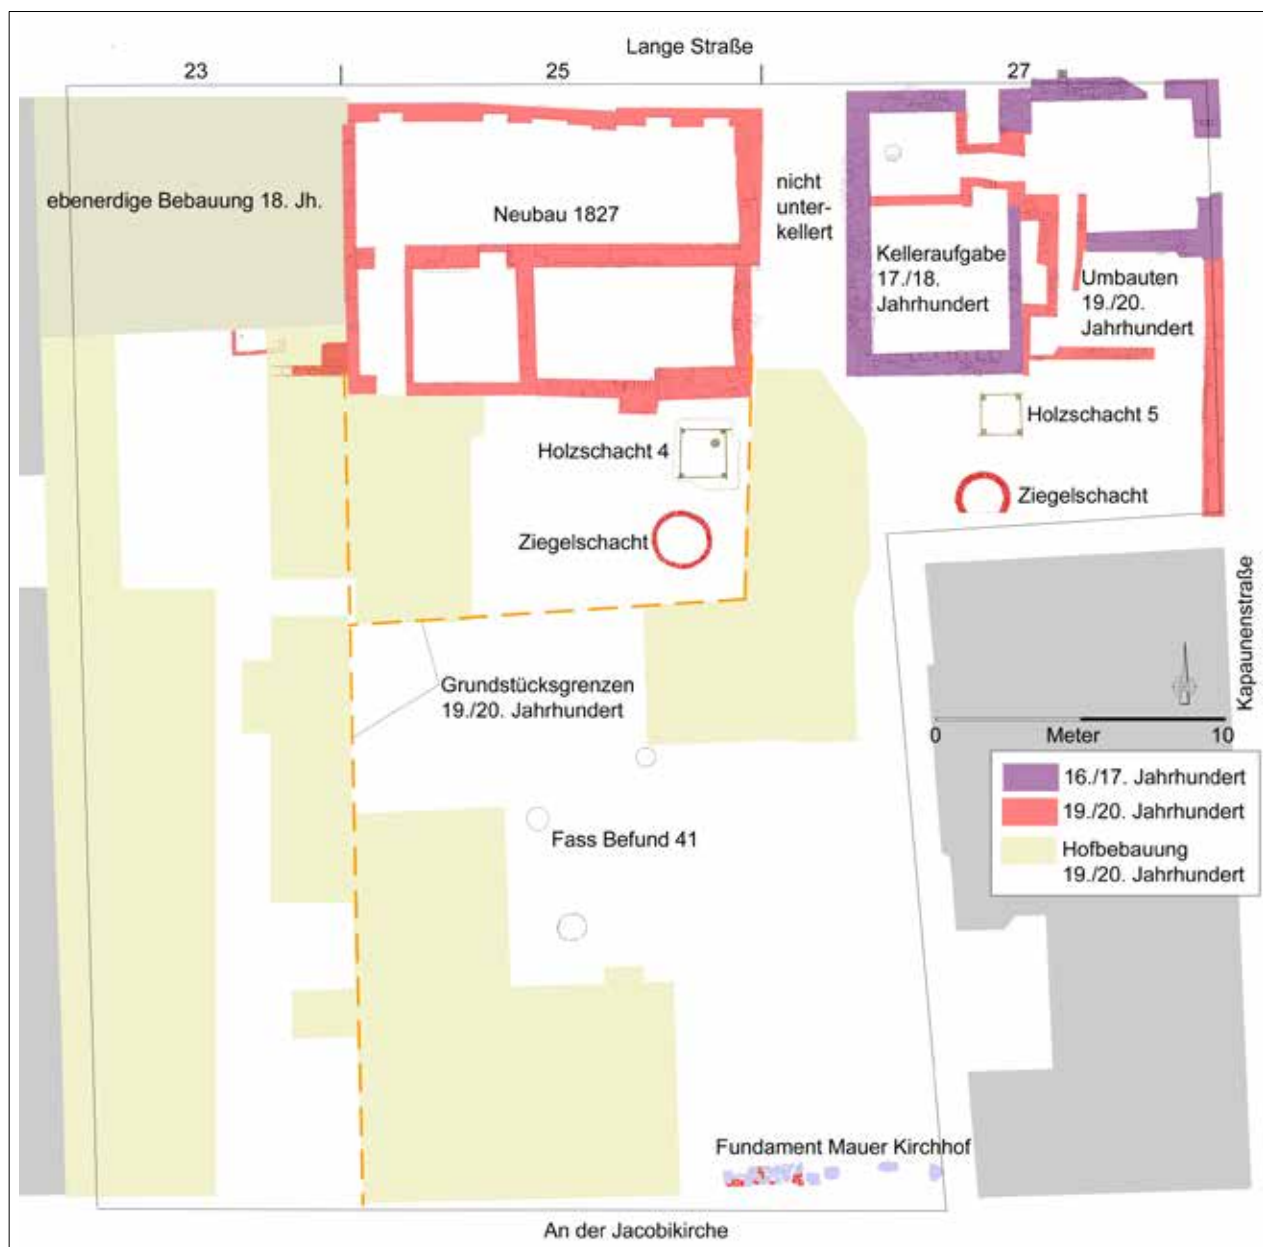 Lange Straße
23
25
27
ebenerdige Bebauung 18. Jh.
Neubau 1827
nicht
unter-
kellert
Kelleraufgabe
17./18.
Jahrhundert
Umbauten
19./20.
Jahrhundert
Holzschacht 4
Holzschacht 5
Ziegelschacht
Ziegelschacht
Grundstücksgrenzen
19./20. Jahrhundert
Kapaunenstraße
0 Meter 10
16./17. Jahrhundert
19./20. Jahrhundert
Hofbebauung
19./20. Jahrhundert
Fass Befund 41
Fundament Mauer Kirchhof
An der Jacobikirche